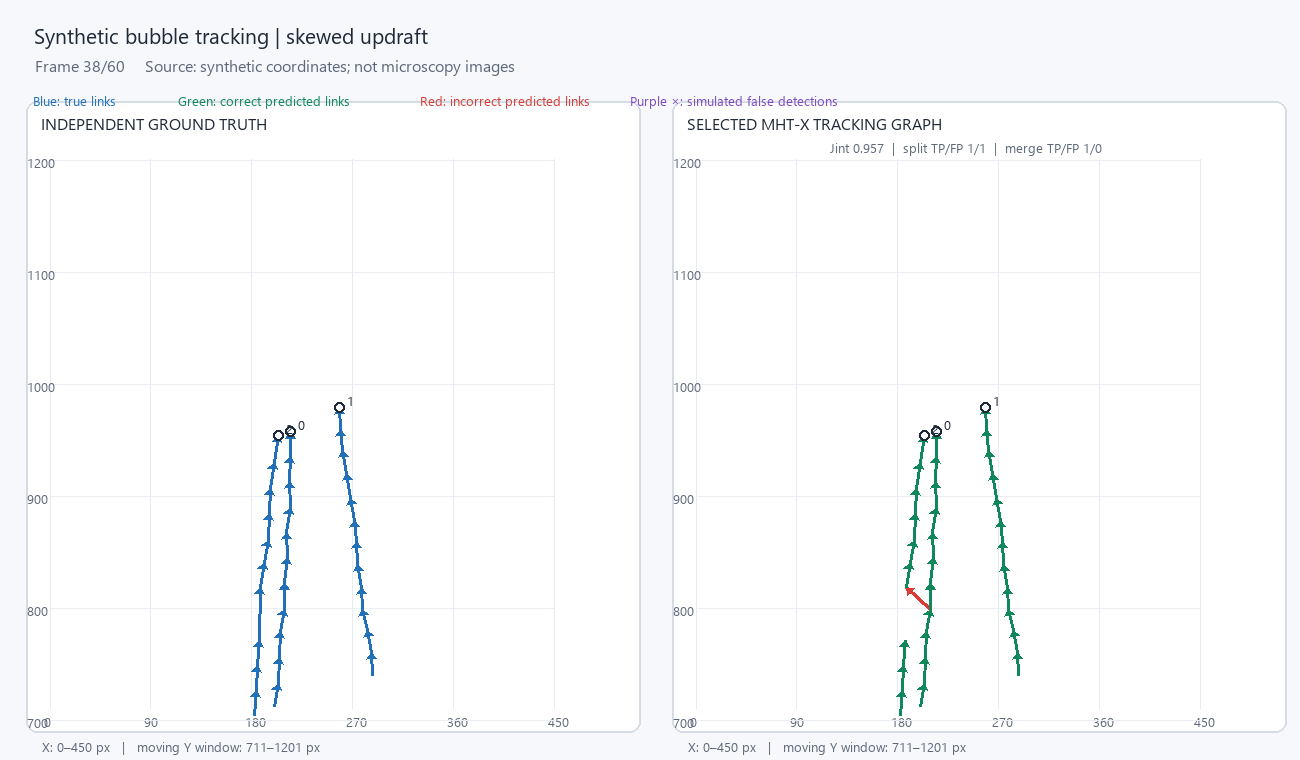 Synthetic bubble tracking | skewed updraft
Frame 38/60 Source: synthetic coordinates; not microscopy images
Blue: true links Green: correct predicted links Red: incorrect predicted links Purple ×: simulated false detections
INDEPENDENT GROUND TRUTH
1200
1100
1000
900
800
700
0 90 180 270 360 450
1
0
X: 0–450 px | moving Y window: 711–1201 px
SELECTED MHT-X TRACKING GRAPH
Jint 0.957 | split TP/FP 1/1 | merge TP/FP 1/0
1200
1100
1000
900
800
700
0 90 180 270 360 450
1
0
X: 0–450 px | moving Y window: 711–1201 px